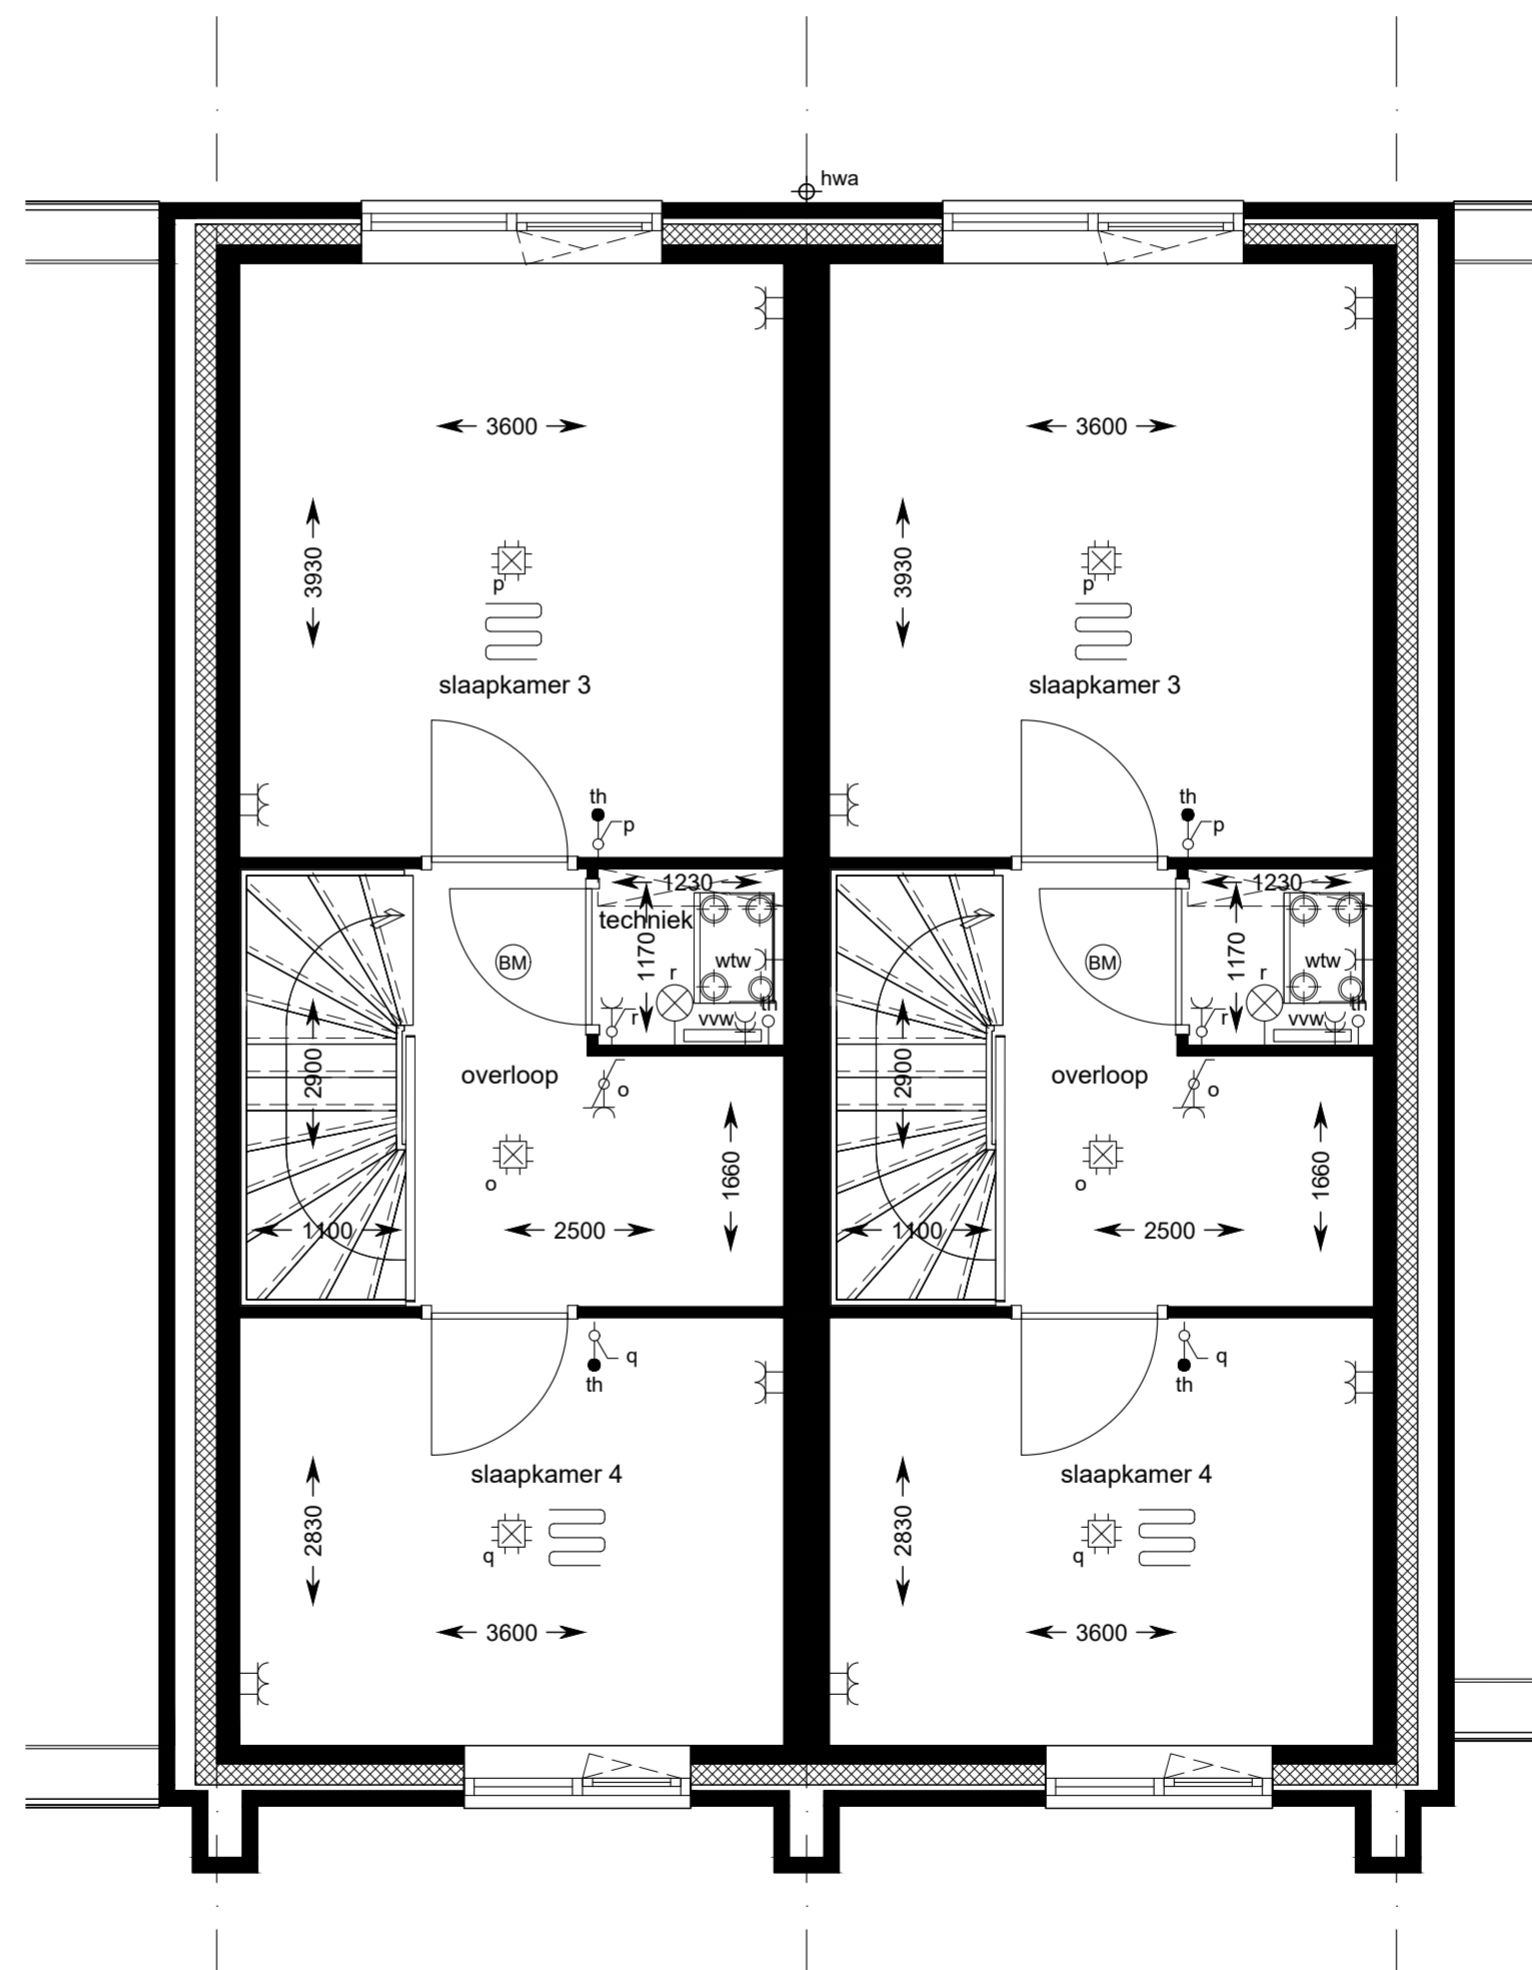 hwa
3600
3600
3930
3930
p
p
slaapkamer 3
slaapkamer 3
th
th
p
p
1230
1230
techniek
1170
1170
BM
BM
wtw
wtw
r
r
th
th
r
vvw
r
vvw
2900
2900
overloop
overloop
o
o
1660
1660
o
o
1100
2500
1100
2500
q
q
th
th
slaapkamer 4
slaapkamer 4
2830
2830
q
q
3600
3600